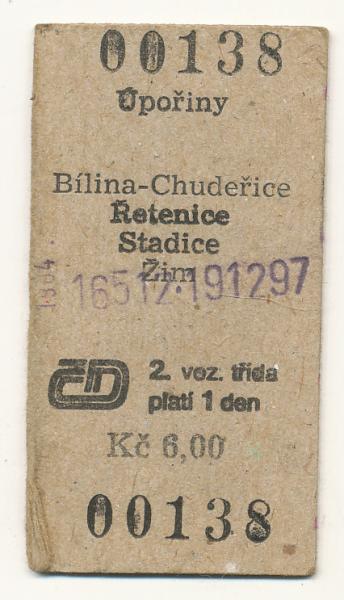 00138
Úpořiny
Bílina-Chudeřice
Řetenice
Stadice
Žim
16512.191297
2. voz. třída
platí 1 den
Kč 6,00
00138